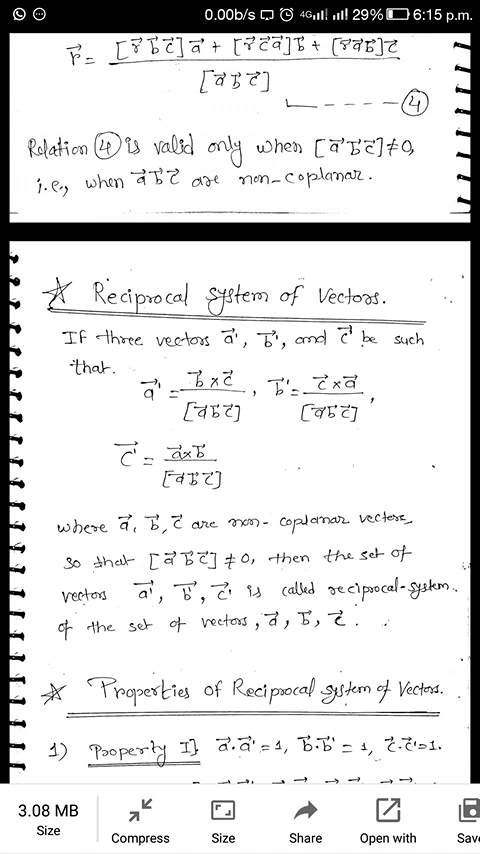 0.00b/s 4G 29% 6:15 p.m.
r⃗ = [r⃗ b⃗ c⃗]a⃗ + [r⃗ c⃗ a⃗]b⃗ + [r⃗ a⃗ b⃗]c⃗
[a⃗ b⃗ c⃗]
④
Relation ④ is valid only when [a⃗ b⃗ c⃗] ≠ 0,
i.e., when a⃗ b⃗ c⃗ are non-coplanar.
☆ Reciprocal system of Vectors.
If three vectors a⃗', b⃗', and c⃗' be such
that.
a⃗' = b⃗ × c⃗ / [a⃗ b⃗ c⃗], b⃗' = c⃗ × a⃗ / [a⃗ b⃗ c⃗],
c⃗' = a⃗ × b⃗ / [a⃗ b⃗ c⃗]
where a⃗, b⃗, c⃗ are non-coplanar vectors,
so that [a⃗ b⃗ c⃗] ≠ 0, then the set of
vectors a⃗', b⃗', c⃗' is called reciprocal-system.
of the set of vectors, a⃗, b⃗, c⃗.
☆ Properties of Reciprocal system of Vectors.
1) Property I] a⃗·a⃗' = 1, b⃗·b⃗' = 1, c⃗·c⃗' = 1.
3.08 MB
Size
Compress
Size
Share
Open with
Save